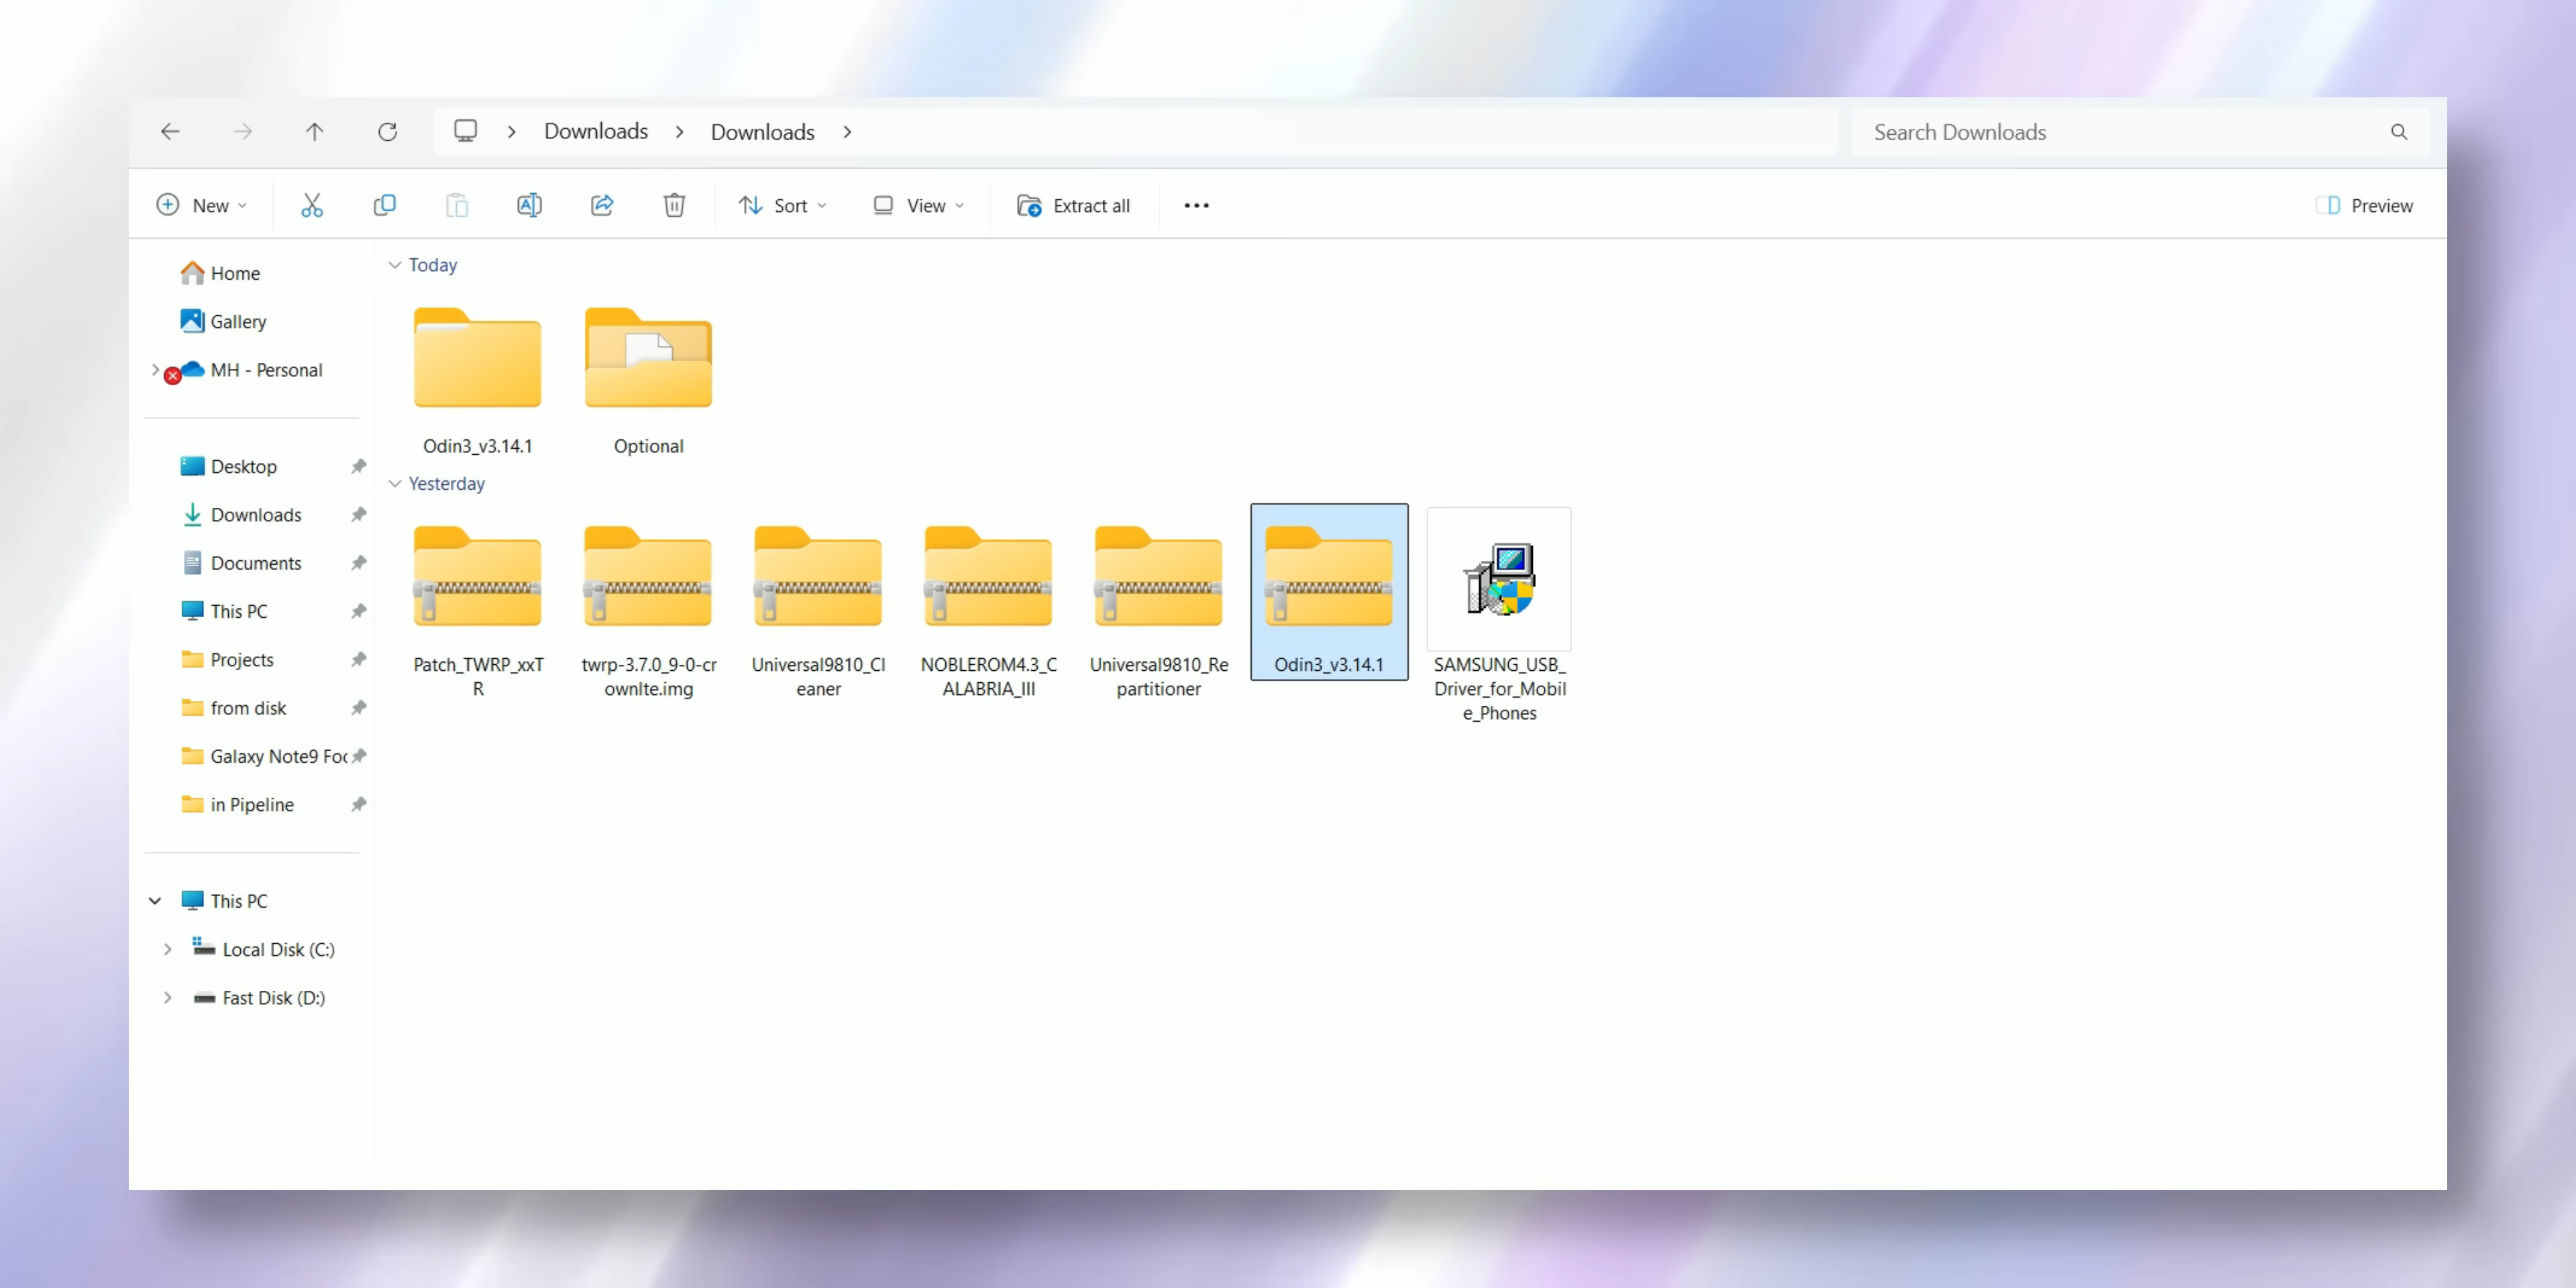 Downloads
Downloads
Search Downloads
New
Sort
View
Extract all
Preview
Home
Gallery
MH - Personal
Desktop
Downloads
Documents
This PC
Projects
from disk
Galaxy Note9 Foc
in Pipeline
This PC
Local Disk (C:)
Fast Disk (D:)
Today
Odin3_v3.14.1
Optional
Yesterday
Patch_TWRP_xxT
R
twrp-3.7.0_9-0-cr
ownlte.img
Universal9810_Cl
eaner
NOBLEROM4.3_C
ALABRIA_III
Universal9810_Re
partitioner
Odin3_v3.14.1
SAMSUNG_USB_
Driver_for_Mobil
e_Phones